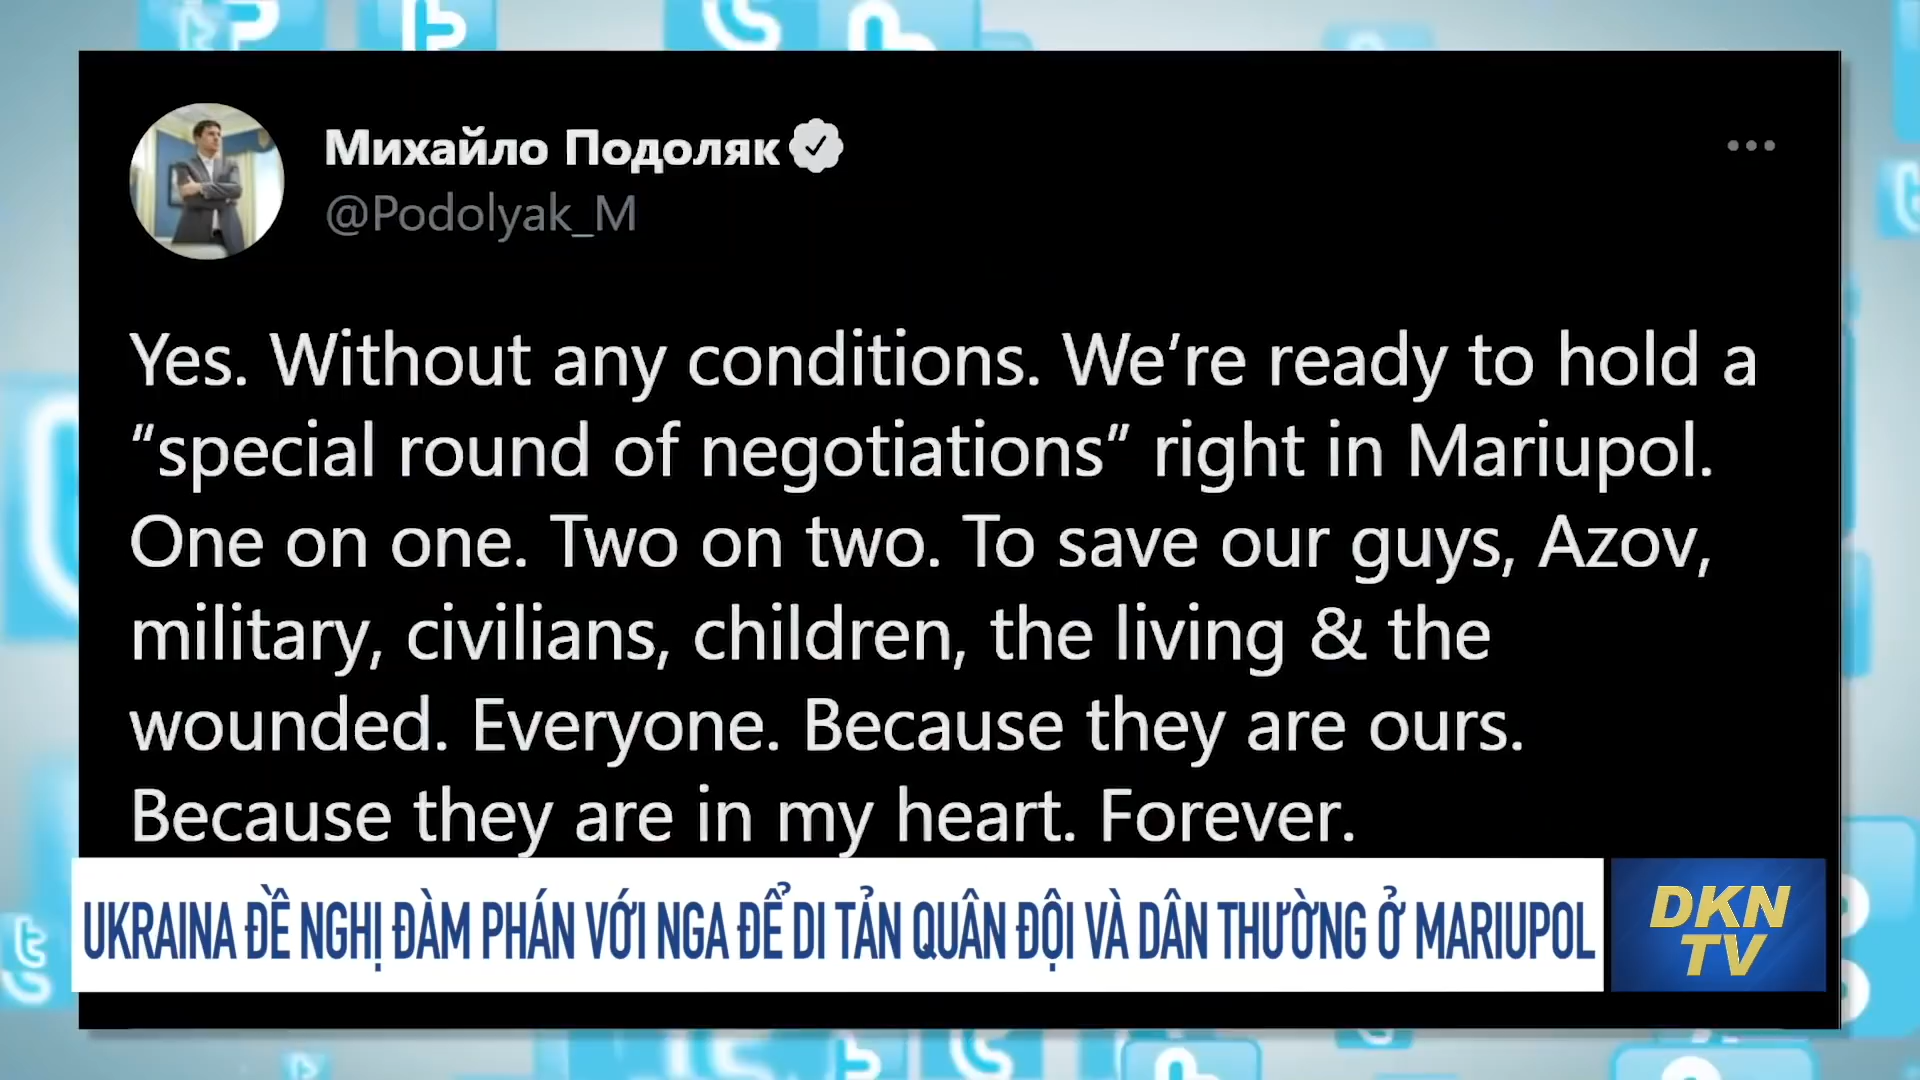 Михайло Подоляк
@Podolyak_M
Yes. Without any conditions. We’re ready to hold a
“special round of negotiations” right in Mariupol.
One on one. Two on two. To save our guys, Azov,
military, civilians, children, the living & the
wounded. Everyone. Because they are ours.
Because they are in my heart. Forever.
UKRAINA ĐỀ NGHỊ ĐÀM PHÁN VỚI NGA ĐỂ DI TẢN QUÂN ĐỘI VÀ DÂN THƯỜNG Ở MARIUPOL
DKN
TV